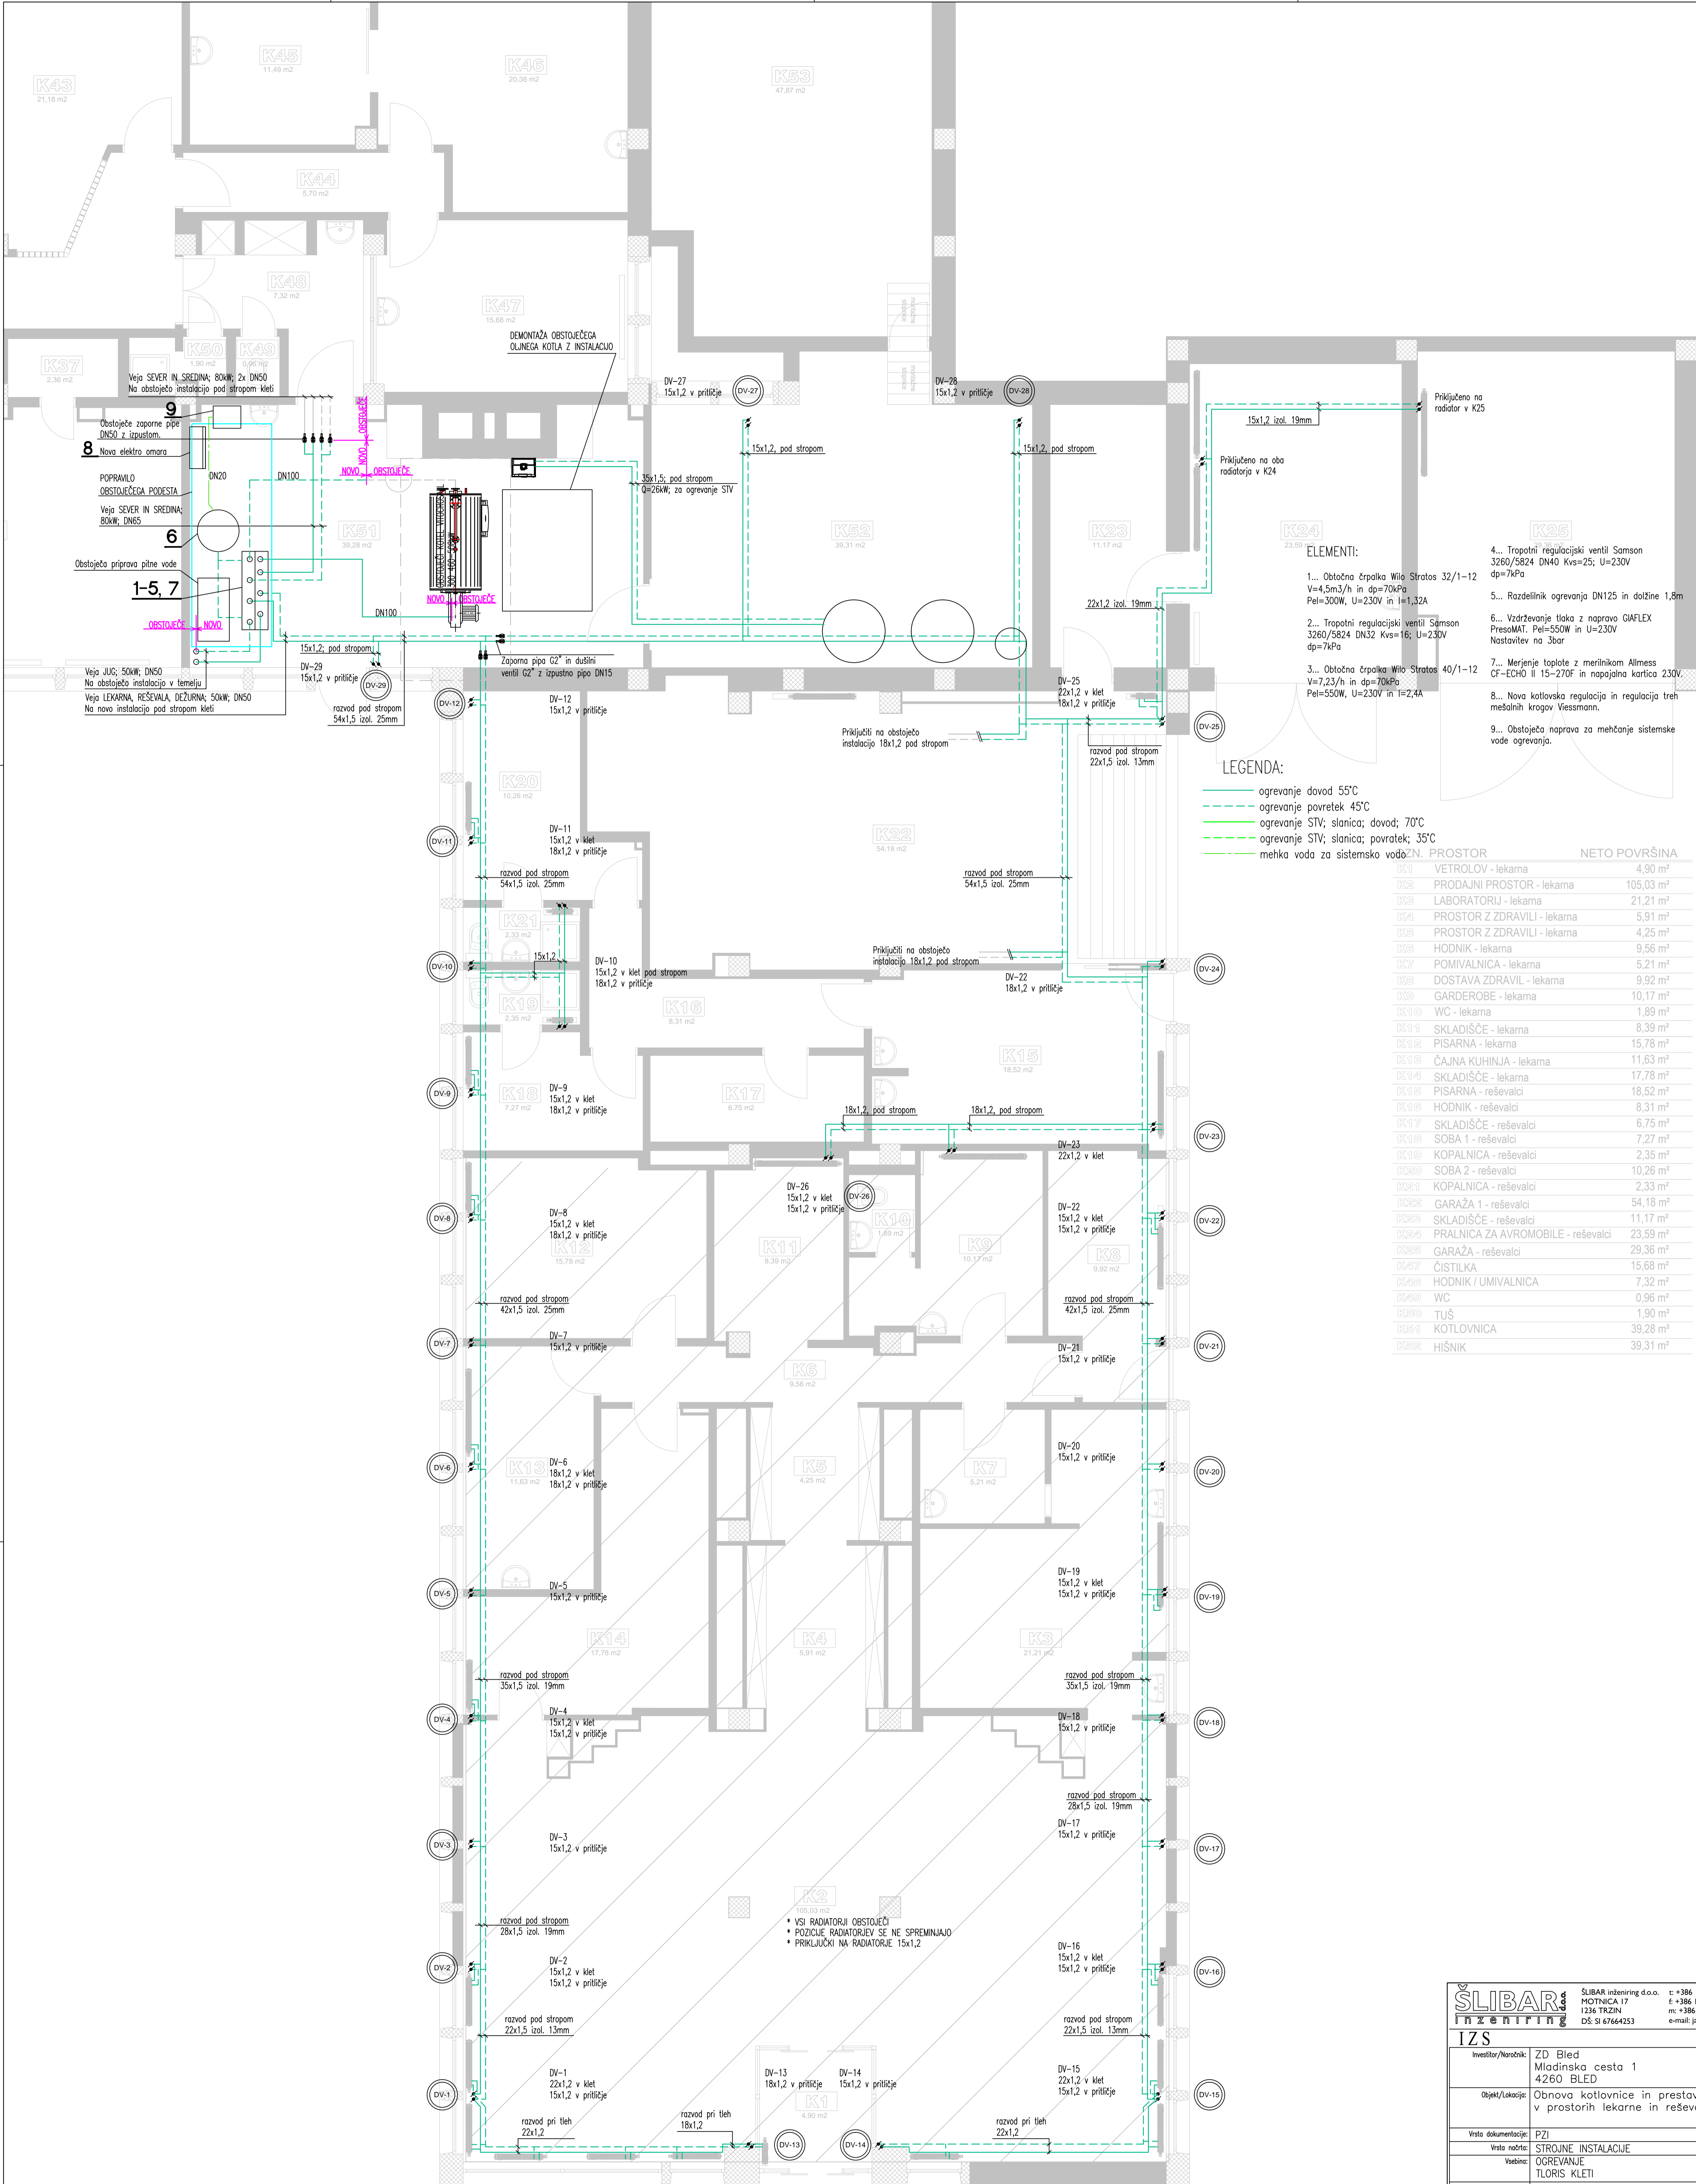 K43
21,18 m2
K45
11,49 m2
K46
20,38 m2
K53
47,87 m2
K44
5,70 m2
K48
7,32 m2
K47
15,68 m2
K37
2,36 m2
K50
1,90 m2
K49
0,96 m2
montažne
stopnice
montažne
stopnice
DEMONTAŽA OBSTOJEČEGA
OLJNEGA KOTLA Z INSTALACIJO
Veja SEVER IN SREDINA; 80kW; 2x DN50
Na obstoječo instalacijo pod stropom kleti
9
Obstoječe zaporne pipe
DN50 z izpustom.
8 Nova elektro omara
POPRAVILO
OBSTOJEČEGA PODESTA
Veja SEVER IN SREDINA;
80kW; DN65
6
Obstoječa priprava pitne vode
1-5, 7
OBSTOJEČE NOVO
DN20
DN100
NOVO OBSTOJEČE
NOVO OBSTOJEČE
K51
39,28 m2
OBSTOJEČI KOTEL VITOCROSSAL
NOVO OBSTOJEČE
DN100
Veja JUG; 50kW; DN50
Na obstoječo instalacijo v temelju
Veja LEKARNA, REŠEVALA, DEŽURNA; 50kW; DN50
Na novo instalacijo pod stropom kleti
15x1,2; pod stropom
DV-29
15x1,2 v pritličje
DV-29
razvod pod stropom
54x1,5 izol. 25mm
Zaporna pipa G2" in dušilni
ventil G2" z izpustno pipo DN15
35x1,5; pod stropom
Q=26kW; za ogrevanje STV
DV-27
15x1,2 v pritličje
DV-27
15x1,2, pod stropom
DV-28
15x1,2 v pritličje
DV-28
15x1,2, pod stropom
K52
39,31 m2
K23
11,17 m2
K24
23,59 m2
K25
29,36 m2
15x1,2 izol. 19mm
Priključeno na
radiator v K25
Priključeno na oba
radiatorja v K24
22x1,2 izol. 19mm
ELEMENTI:
1... Obtočna črpalka Wilo Stratos 32/1-12
V=4,5m3/h in dp=70kPa
Pel=300W, U=230V in I=1,32A
2... Tropotni regulacijski ventil Samson
3260/5824 DN32 Kvs=16; U=230V
dp=7kPa
3... Obtočna črpalka Wilo Stratos 40/1-12
V=7,23/h in dp=70kPa
Pel=550W, U=230V in I=2,4A
4... Tropotni regulacijski ventil Samson
3260/5824 DN40 Kvs=25; U=230V
dp=7kPa
5... Razdelilnik ogrevanja DN125 in dolžine 1,8m
6... Vzdrževanje tlaka z napravo GIAFLEX
PresoMAT. Pel=550W in U=230V
Nastavitev na 3bar
7... Merjenje toplote z merilnikom Allmess
CF-ECHO II 15-270F in napajalna kartica 230V.
8... Nova kotlovska regulacija in regulacija treh
mešalnih krogov Viessmann.
9... Obstoječa naprava za mehčanje sistemske
vode ogrevanja.
LEGENDA:
ogrevanje dovod 55°C
ogrevanje povretek 45°C
ogrevanje STV; slanica; dovod; 70°C
ogrevanje STV; slanica; povratek; 35°C
mehka voda za sistemsko vodo
OZN. PROSTOR NETO POVRŠINA
K1 VETROLOV - lekarna 4,90 m²
K2 PRODAJNI PROSTOR - lekarna 105,03 m²
K3 LABORATORIJ - lekarna 21,21 m²
K4 PROSTOR Z ZDRAVILI - lekarna 5,91 m²
K5 PROSTOR Z ZDRAVILI - lekarna 4,25 m²
K6 HODNIK - lekarna 9,56 m²
K7 POMIVALNICA - lekarna 5,21 m²
K8 DOSTAVA ZDRAVIL - lekarna 9,92 m²
K9 GARDEROBE - lekarna 10,17 m²
K10 WC - lekarna 1,89 m²
K11 SKLADIŠČE - lekarna 8,39 m²
K12 PISARNA - lekarna 15,78 m²
K13 ČAJNA KUHINJA - lekarna 11,63 m²
K14 SKLADIŠČE - lekarna 17,78 m²
K15 PISARNA - reševalci 18,52 m²
K16 HODNIK - reševalci 8,31 m²
K17 SKLADIŠČE - reševalci 6,75 m²
K18 SOBA 1 - reševalci 7,27 m²
K19 KOPALNICA - reševalci 2,35 m²
K20 SOBA 2 - reševalci 10,26 m²
K21 KOPALNICA - reševalci 2,33 m²
K22 GARAŽA 1 - reševalci 54,18 m²
K23 SKLADIŠČE - reševalci 11,17 m²
K24 PRALNICA ZA AVROMOBILE - reševalci 23,59 m²
K25 GARAŽA - reševalci 29,36 m²
K47 ČISTILKA 15,68 m²
K48 HODNIK / UMIVALNICA 7,32 m²
K49 WC 0,96 m²
K50 TUŠ 1,90 m²
K51 KOTLOVNICA 39,28 m²
K52 HIŠNIK 39,31 m²
DV-12
DV-12
15x1,2 v pritličje
Priključiti na obstoječo
instalacijo 18x1,2 pod stropom
DV-25
22x1,2 v klet
18x1,2 v pritličje
DV-25
razvod pod stropom
22x1,5 izol. 13mm
K20
10,26 m2
K22
54,18 m2
DV-11
DV-11
15x1,2 v klet
18x1,2 v pritličje
razvod pod stropom
54x1,5 izol. 25mm
razvod pod stropom
54x1,5 izol. 25mm
K21
2,33 m2
15x1,2
DV-10
DV-10
15x1,2 v klet pod stropom
18x1,2 v pritličje
Priključiti na obstoječo
instalacijo 18x1,2 pod stropom
DV-22
18x1,2 v pritličje
DV-24
K19
2,35 m2
K16
8,31 m2
K15
18,52 m2
DV-9
K18
7,27 m2
DV-9
15x1,2 v klet
18x1,2 v pritličje
K17
6,75 m2
18x1,2, pod stropom
18x1,2, pod stropom
DV-23
22x1,2 v klet
DV-23
DV-26
15x1,2 v klet
15x1,2 v pritličje
DV-26
DV-8
DV-8
15x1,2 v klet
18x1,2 v pritličje
DV-22
15x1,2 v klet
15x1,2 v pritličje
DV-22
K12
15,78 m2
K11
8,39 m2
K10
1,89 m2
K9
10,17 m2
K8
9,92 m2
razvod pod stropom
42x1,5 izol. 25mm
razvod pod stropom
42x1,5 izol. 25mm
DV-7
DV-7
15x1,2 v pritličje
DV-21
15x1,2 v pritličje
DV-21
K6
9,56 m2
DV-6
K13
11,63 m2
DV-6
18x1,2 v klet
18x1,2 v pritličje
K5
4,25 m2
K7
5,21 m2
DV-20
15x1,2 v pritličje
DV-20
DV-5
DV-5
15x1,2 v pritličje
DV-19
15x1,2 v klet
15x1,2 v pritličje
DV-19
K14
17,78 m2
K4
5,91 m2
K3
21,21 m2
razvod pod stropom
35x1,5 izol. 19mm
razvod pod stropom
35x1,5 izol. 19mm
DV-4
DV-4
15x1,2 v klet
15x1,2 v pritličje
DV-18
15x1,2 v pritličje
DV-18
razvod pod stropom
28x1,5 izol. 19mm
DV-3
DV-3
15x1,2 v pritličje
DV-17
15x1,2 v pritličje
DV-17
K2
105,03 m2
* VSI RADIATORJI OBSTOJEČI
* POZICIJE RADIATORJEV SE NE SPREMINJAJO
* PRIKLJUČKI NA RADIATORJE 15x1,2
razvod pod stropom
28x1,5 izol. 19mm
DV-2
DV-2
15x1,2 v klet
15x1,2 v pritličje
DV-16
15x1,2 v klet
15x1,2 v pritličje
DV-16
razvod pod stropom
22x1,5 izol. 13mm
razvod pod stropom
22x1,5 izol. 13mm
DV-1
DV-1
22x1,2 v klet
15x1,2 v pritličje
DV-13
18x1,2 v pritličje
DV-14
15x1,2 v pritličje
DV-15
22x1,2 v klet
15x1,2 v pritličje
DV-15
K1
4,90 m2
razvod pri tleh
22x1,2
razvod pri tleh
18x1,2
DV-13
DV-14
razvod pri tleh
22x1,2
ŠLIBAR d.o.o.
inženiring
ŠLIBAR inženiring d.o.o. t: +386
MOTNICA 17 f: +386
1236 TRZIN m: +386
DŠ: SI 67664253 e-mail:
IZS
Investitor/Naročnik: ZD Bled
Mladinska cesta 1
4260 BLED
Objekt/Lokacija: Obnova kotlovnice in prestav
v prostorih lekarne in rešev
Vrsta dokumentacije: PZI
Vrsta načrta: STROJNE INSTALACIJE
Vsebina: OGREVANJE
TLORIS KLETI